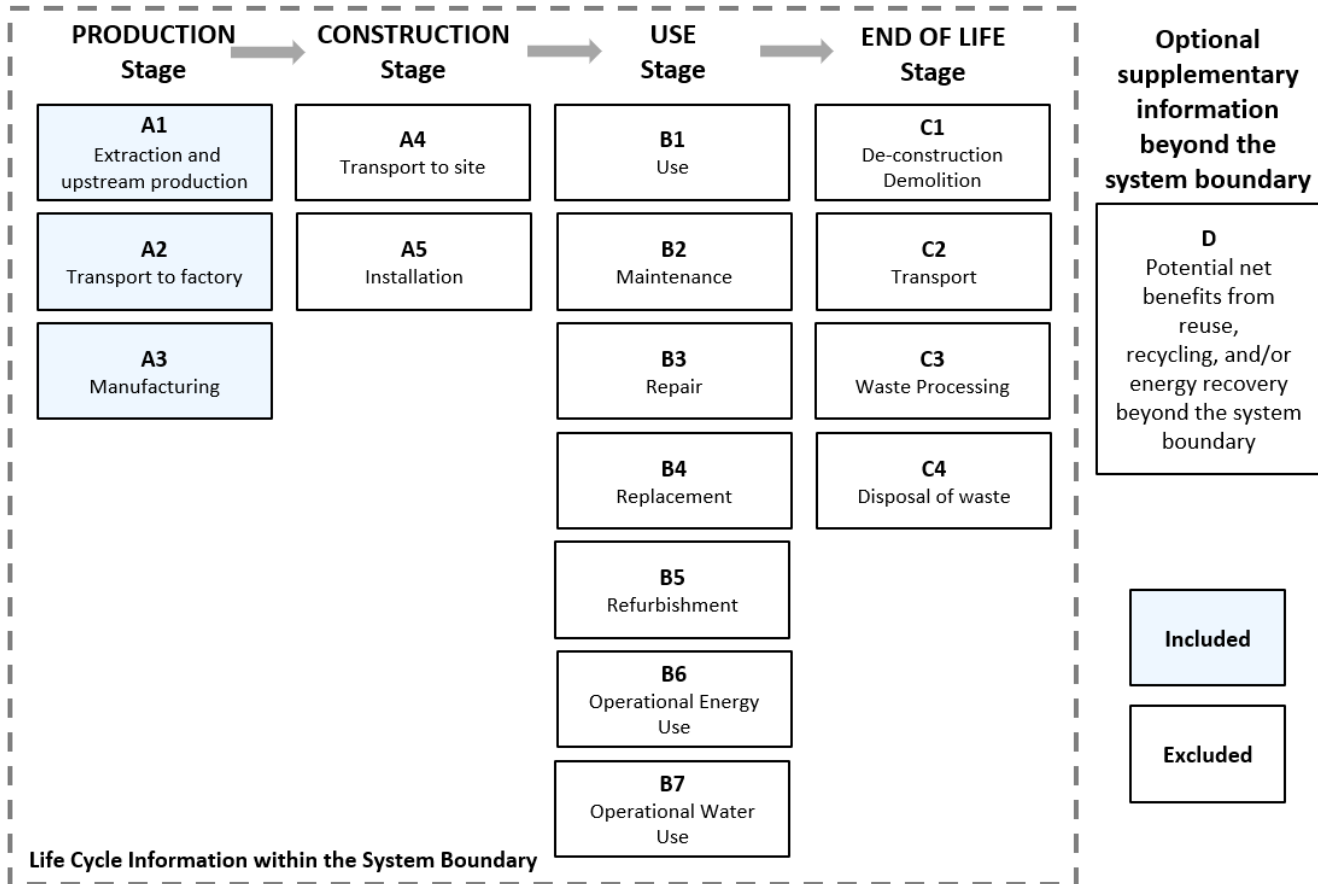 PRODUCTION
Stage
CONSTRUCTION
Stage
USE
Stage
END OF LIFE
Stage
Optional
supplementary
information
beyond the
system boundary
A1
Extraction and
upstream production
A2
Transport to factory
A3
Manufacturing
A4
Transport to site
A5
Installation
B1
Use
B2
Maintenance
B3
Repair
B4
Replacement
B5
Refurbishment
B6
Operational Energy
Use
B7
Operational Water
Use
C1
De-construction
Demolition
C2
Transport
C3
Waste Processing
C4
Disposal of waste
D
Potential net
benefits from
reuse,
recycling, and/or
energy recovery
beyond the system
boundary
Included
Excluded
Life Cycle Information within the System Boundary